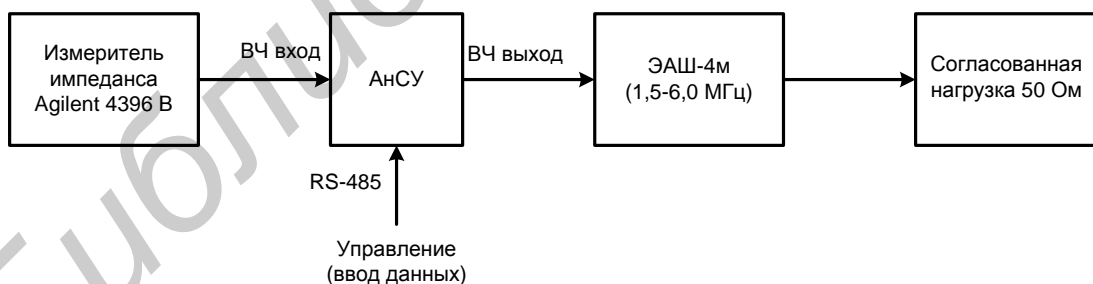 Измеритель
импеданса
Agilent 4396 В
ВЧ вход
АнСУ
ВЧ выход
ЭАШ-4м
(1,5-6,0 МГц)
Согласованная
нагрузка 50 Ом
RS-485
Управление
(ввод данных)